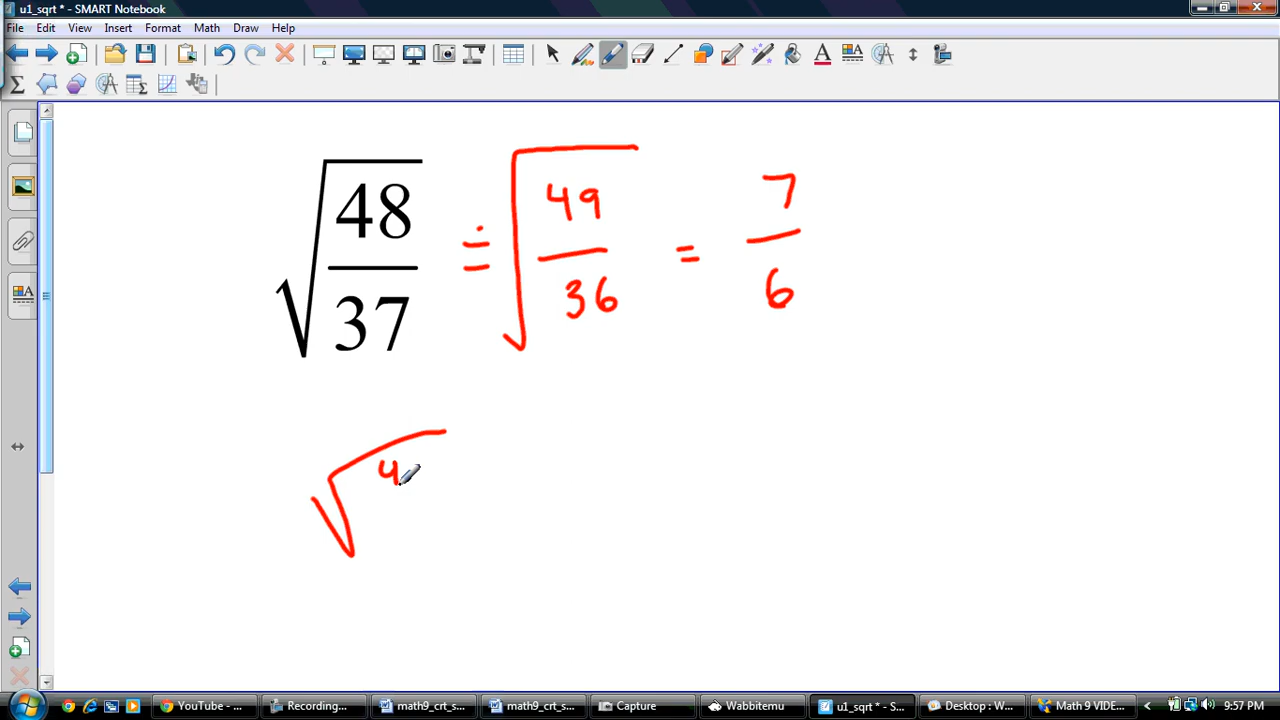 u1_sqrt * - SMART Notebook
File Edit View Insert Format Math Draw Help
√48/37 ≐ √49/36 = 7/6
√4
YouTube - ... Recording... math9_crt_s... math9_crt_s... Capture Wabbitemu u1_sqrt * - S... Desktop : W... Math 9 VIDE... 9:57 PM